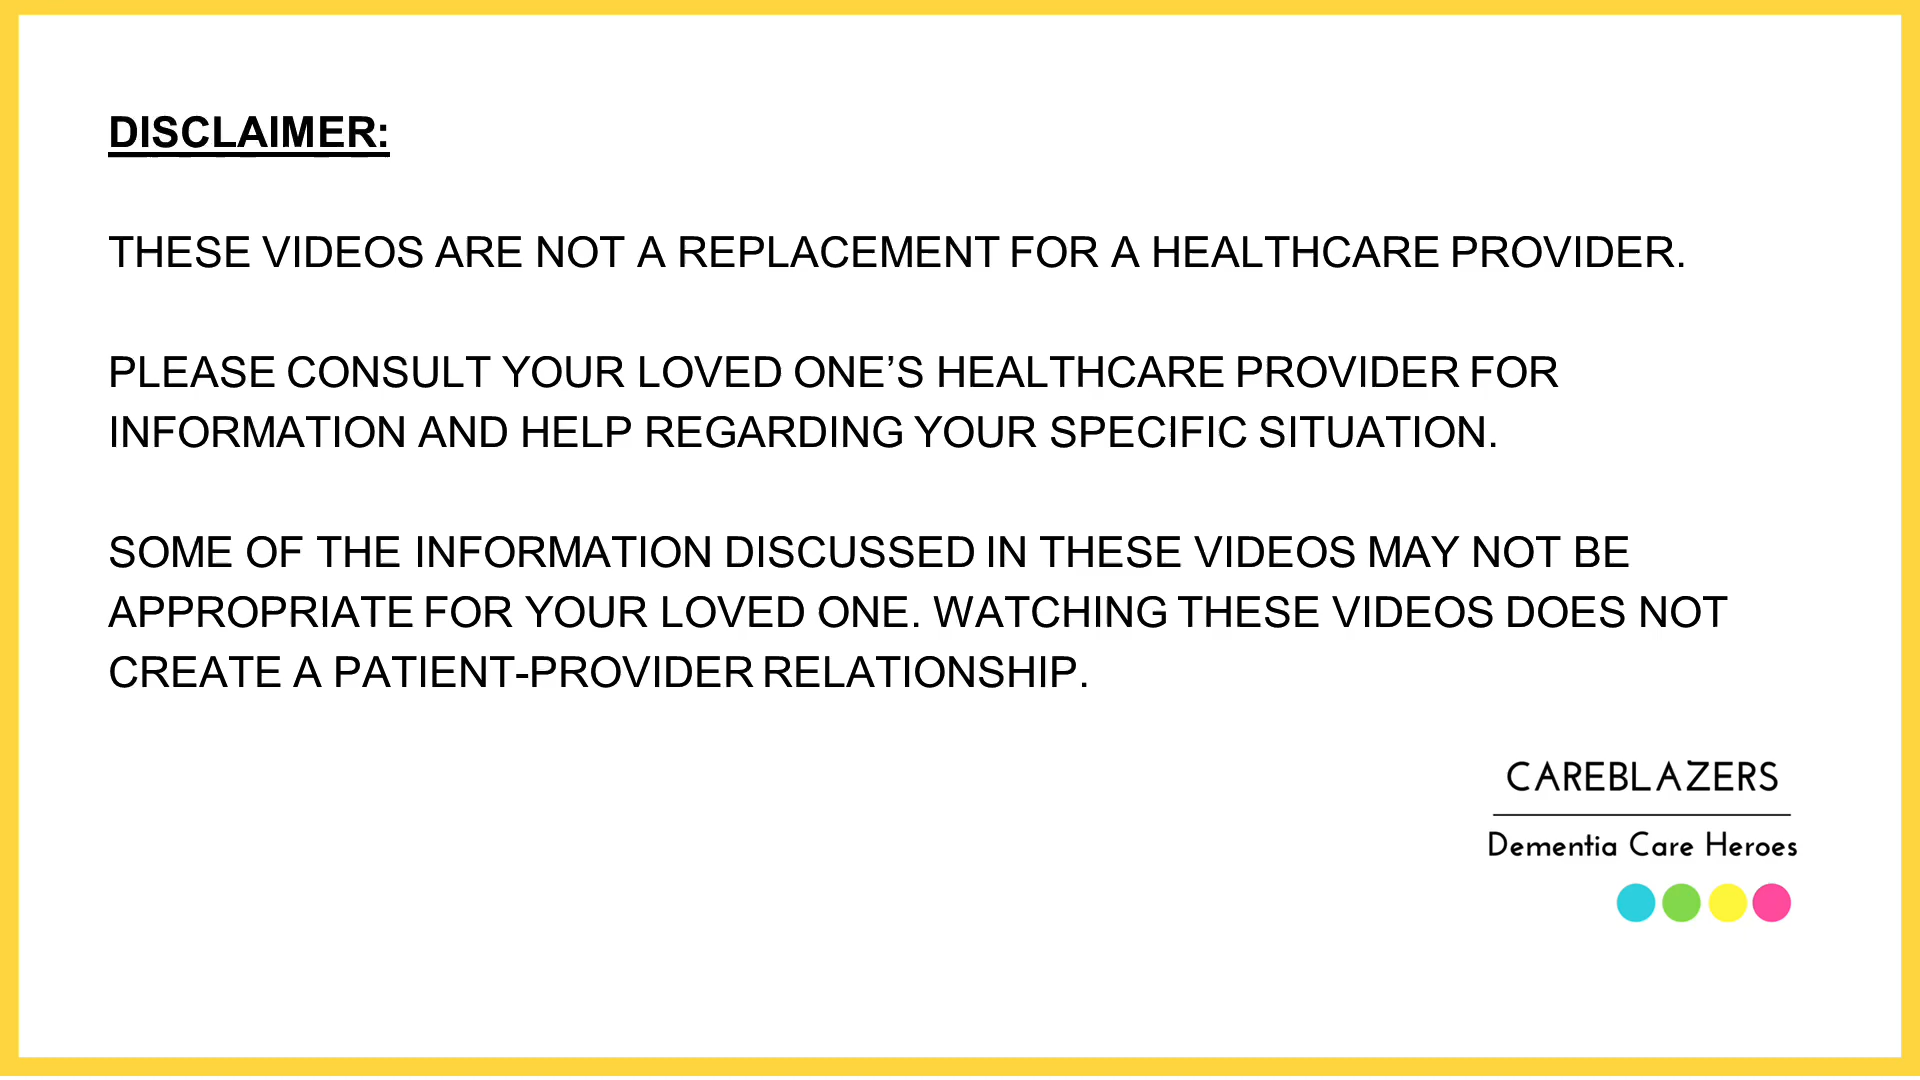 DISCLAIMER:
THESE VIDEOS ARE NOT A REPLACEMENT FOR A HEALTHCARE PROVIDER.
PLEASE CONSULT YOUR LOVED ONE’S HEALTHCARE PROVIDER FOR
INFORMATION AND HELP REGARDING YOUR SPECIFIC SITUATION.
SOME OF THE INFORMATION DISCUSSED IN THESE VIDEOS MAY NOT BE
APPROPRIATE FOR YOUR LOVED ONE. WATCHING THESE VIDEOS DOES NOT
CREATE A PATIENT-PROVIDER RELATIONSHIP.
CAREBLAZERS
Dementia Care Heroes